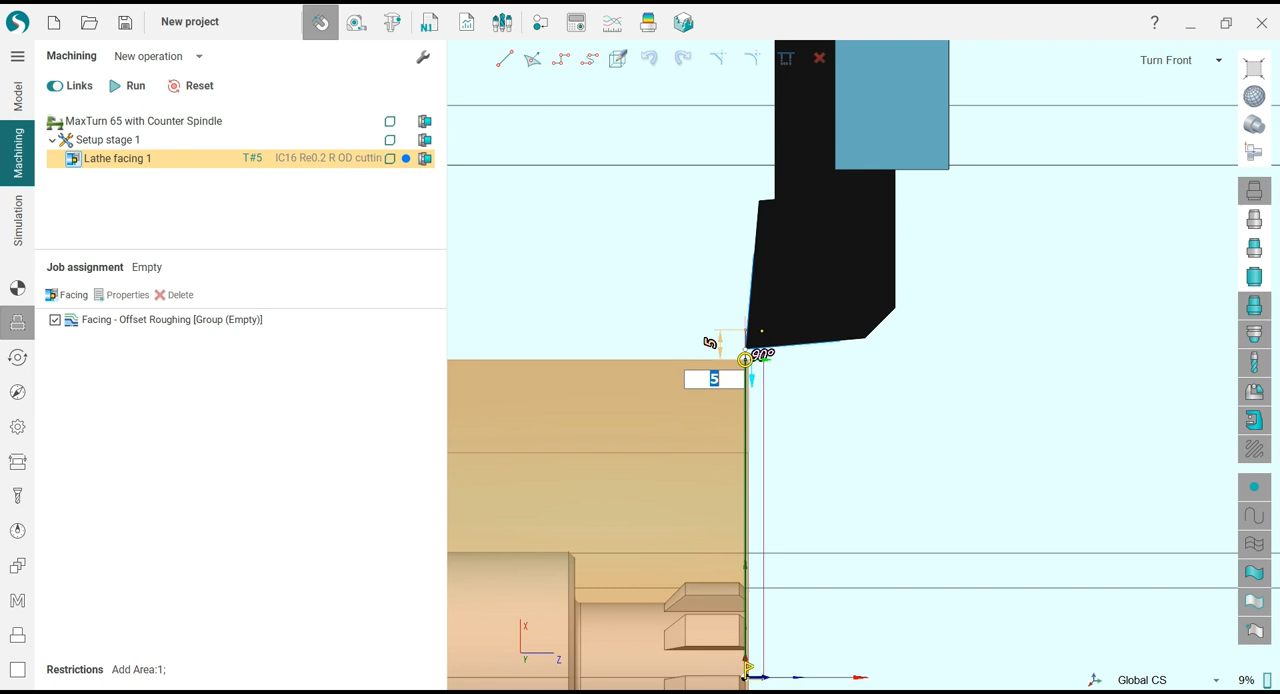 New project
?
Machining New operation
Turn Front
Links Run Reset
Model
MaxTurn 65 with Counter Spindle
Setup stage 1
Lathe facing 1 T#5 IC16 Re0.2 R OD cuttin
Machining
Simulation
Job assignment Empty
Facing Properties Delete
Facing - Offset Roughing [Group (Empty)]
5
90°
5
X
Y Z
Restrictions Add Area:1;
Global CS 9%